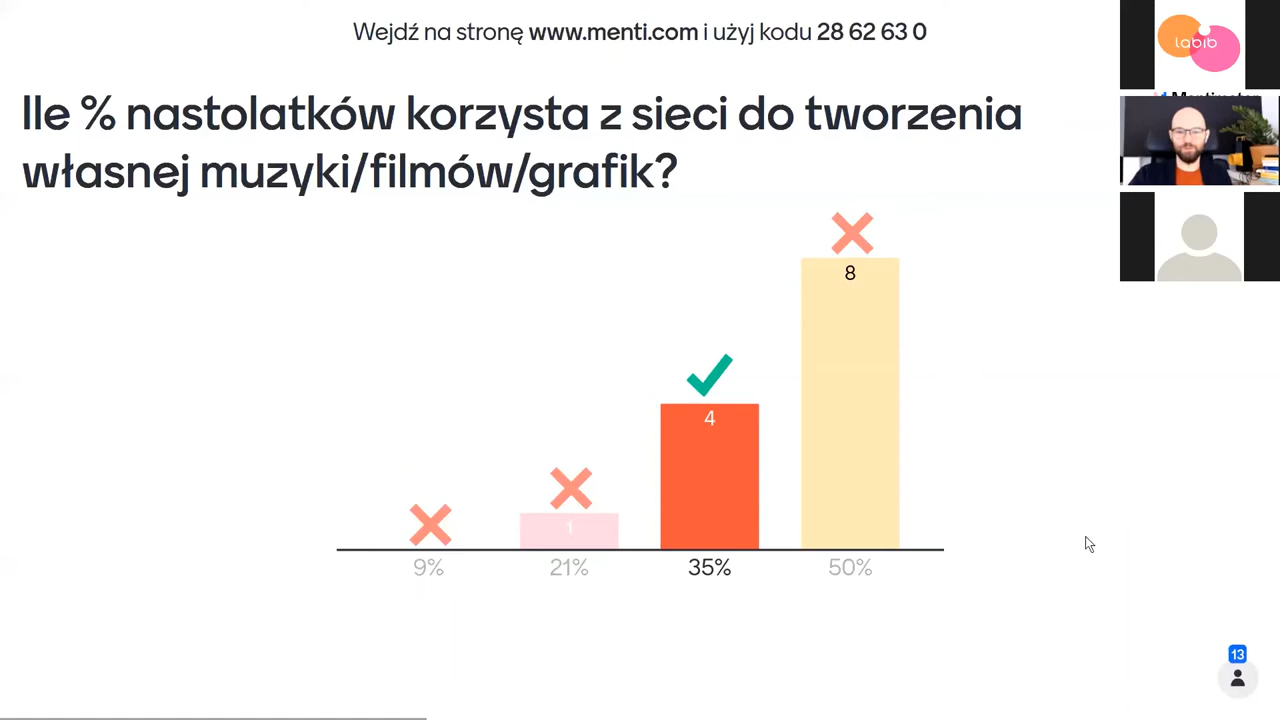 Wejdź na stronę www.menti.com i użyj kodu 28 62 63 0
labib
Ile % nastolatków korzysta z sieci do tworzenia
własnej muzyki/filmów/grafik?
8
4
1
9% 21% 35% 50%
13